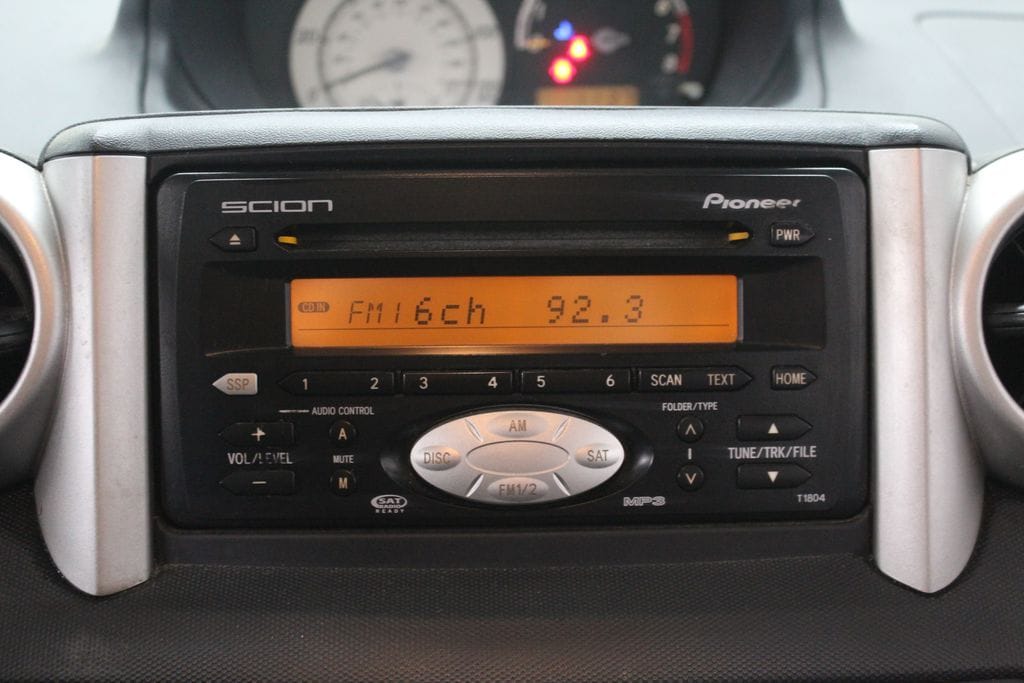 SCION Pioneer
PWR
CD IN FM1 6ch 92.3
SSP 1 2 3 4 5 6 SCAN TEXT HOME
AUDIO CONTROL FOLDER/TYPE
+ A AM
VOL/LEVEL MUTE DISC SAT TUNE/TRK/FILE
- M FM1/2
SAT RADIO READY MP3 T1804